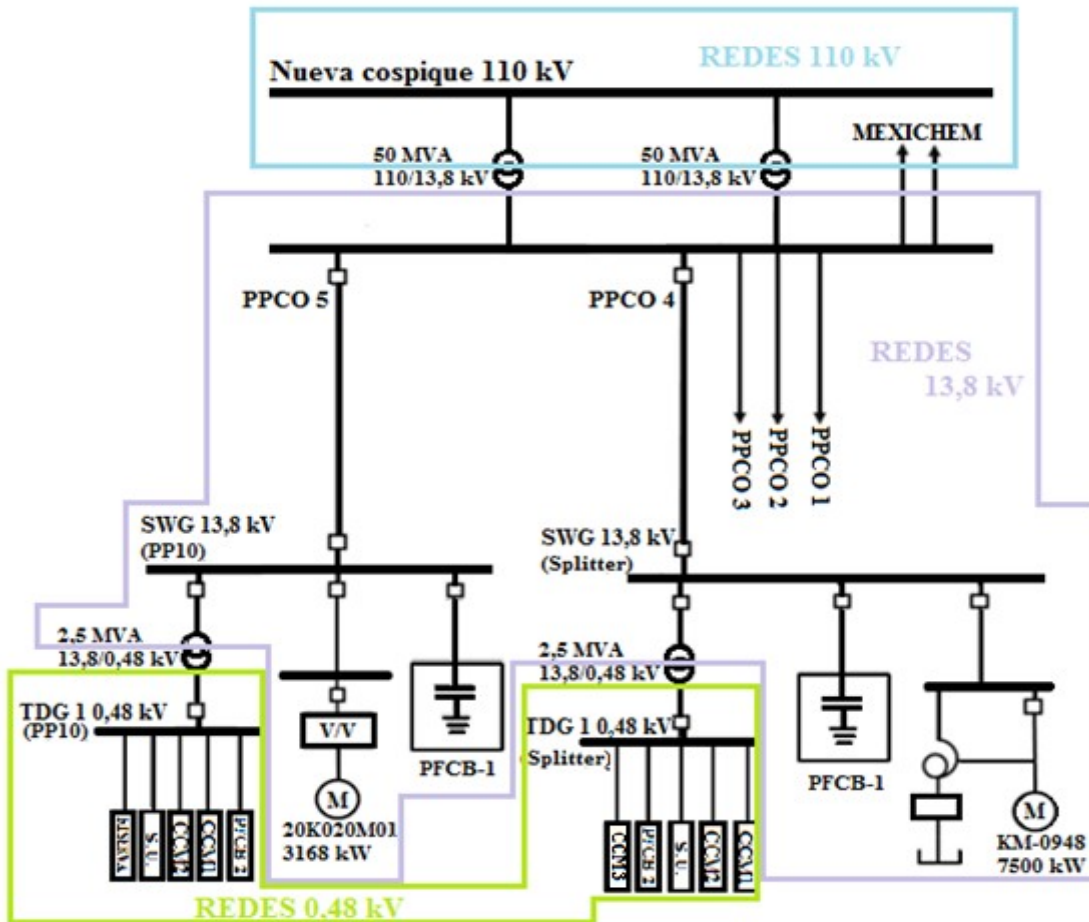 REDES 110 kV
Nueva cospique 110 kV
MEXICHEM
50 MVA
110/13,8 kV
50 MVA
110/13,8 kV
PPCO 5
PPCO 4
REDES
13,8 kV
PPCO 3
PPCO 2
PPCO 1
SWG 13,8 kV
(PP10)
SWG 13,8 kV
(Splitter)
2,5 MVA
13,8/0,48 kV
2,5 MVA
13,8/0,48 kV
TDG 1 0,48 kV
(PP10)
V/V
PFCB-1
TDG 1 0,48 kV
(Splitter)
PFCB-1
M
20K020M01
3168 kW
M
KM-0948
7500 kW
S.U.
CCM2
CCM1
PFCB 2
CCM3
PFCB 2
S.U.
CCM2
CCM1
REDES 0,48 kV